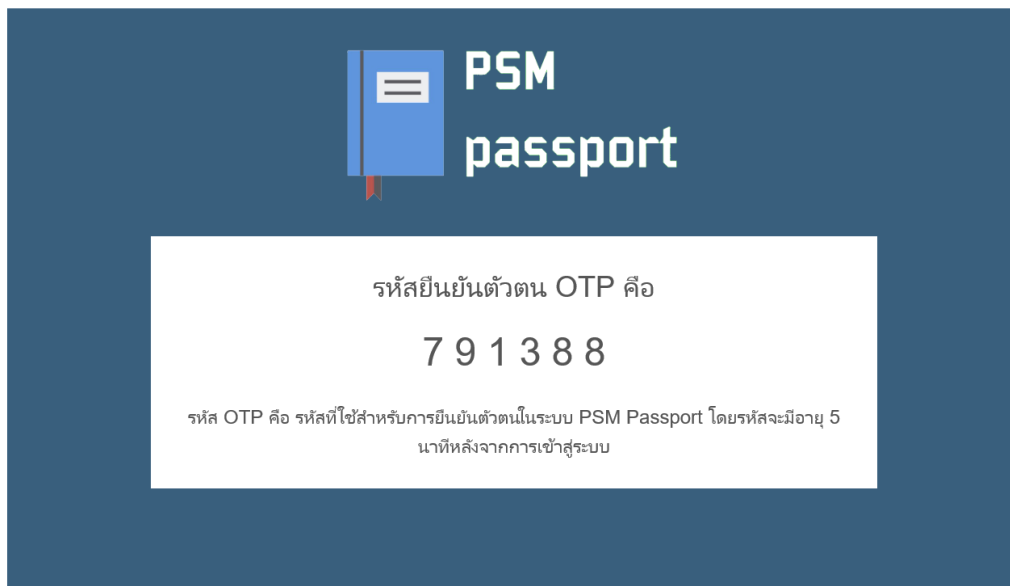 PSM
passport
รหัสยืนยันตัวตน OTP คือ
7 9 1 3 8 8
รหัส OTP คือ รหัสที่ใช้สำหรับการยืนยันตัวตนในระบบ PSM Passport โดยรหัสจะมีอายุ 5
นาทีหลังจากการเข้าสู่ระบบ